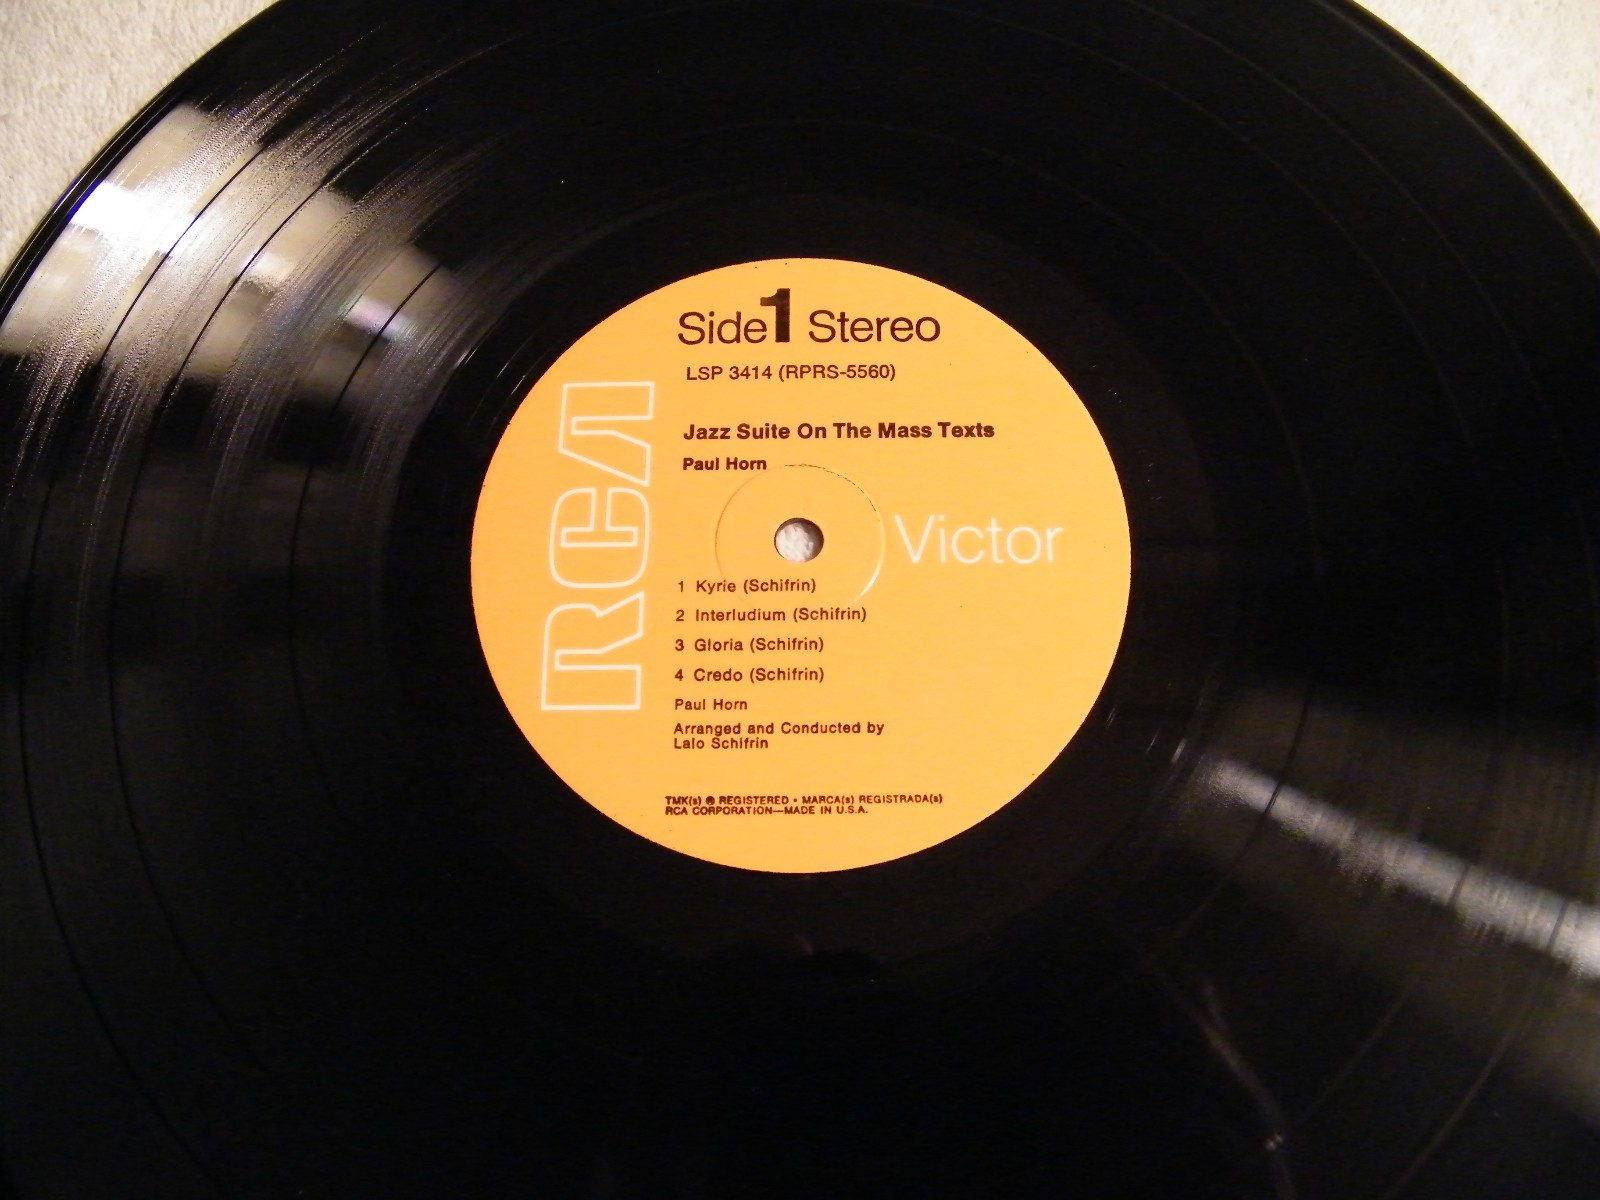 Side 1 Stereo
LSP 3414 (RPRS-5560)
Jazz Suite On The Mass Texts
Paul Horn
RCA
Victor
1 Kyrie (Schifrin)
2 Interludium (Schifrin)
3 Gloria (Schifrin)
4 Credo (Schifrin)
Paul Horn
Arranged and Conducted by
Lalo Schifrin
TMK(s) ® REGISTERED • MARCA(s) REGISTRADA(s)
RCA CORPORATION—MADE IN U.S.A.